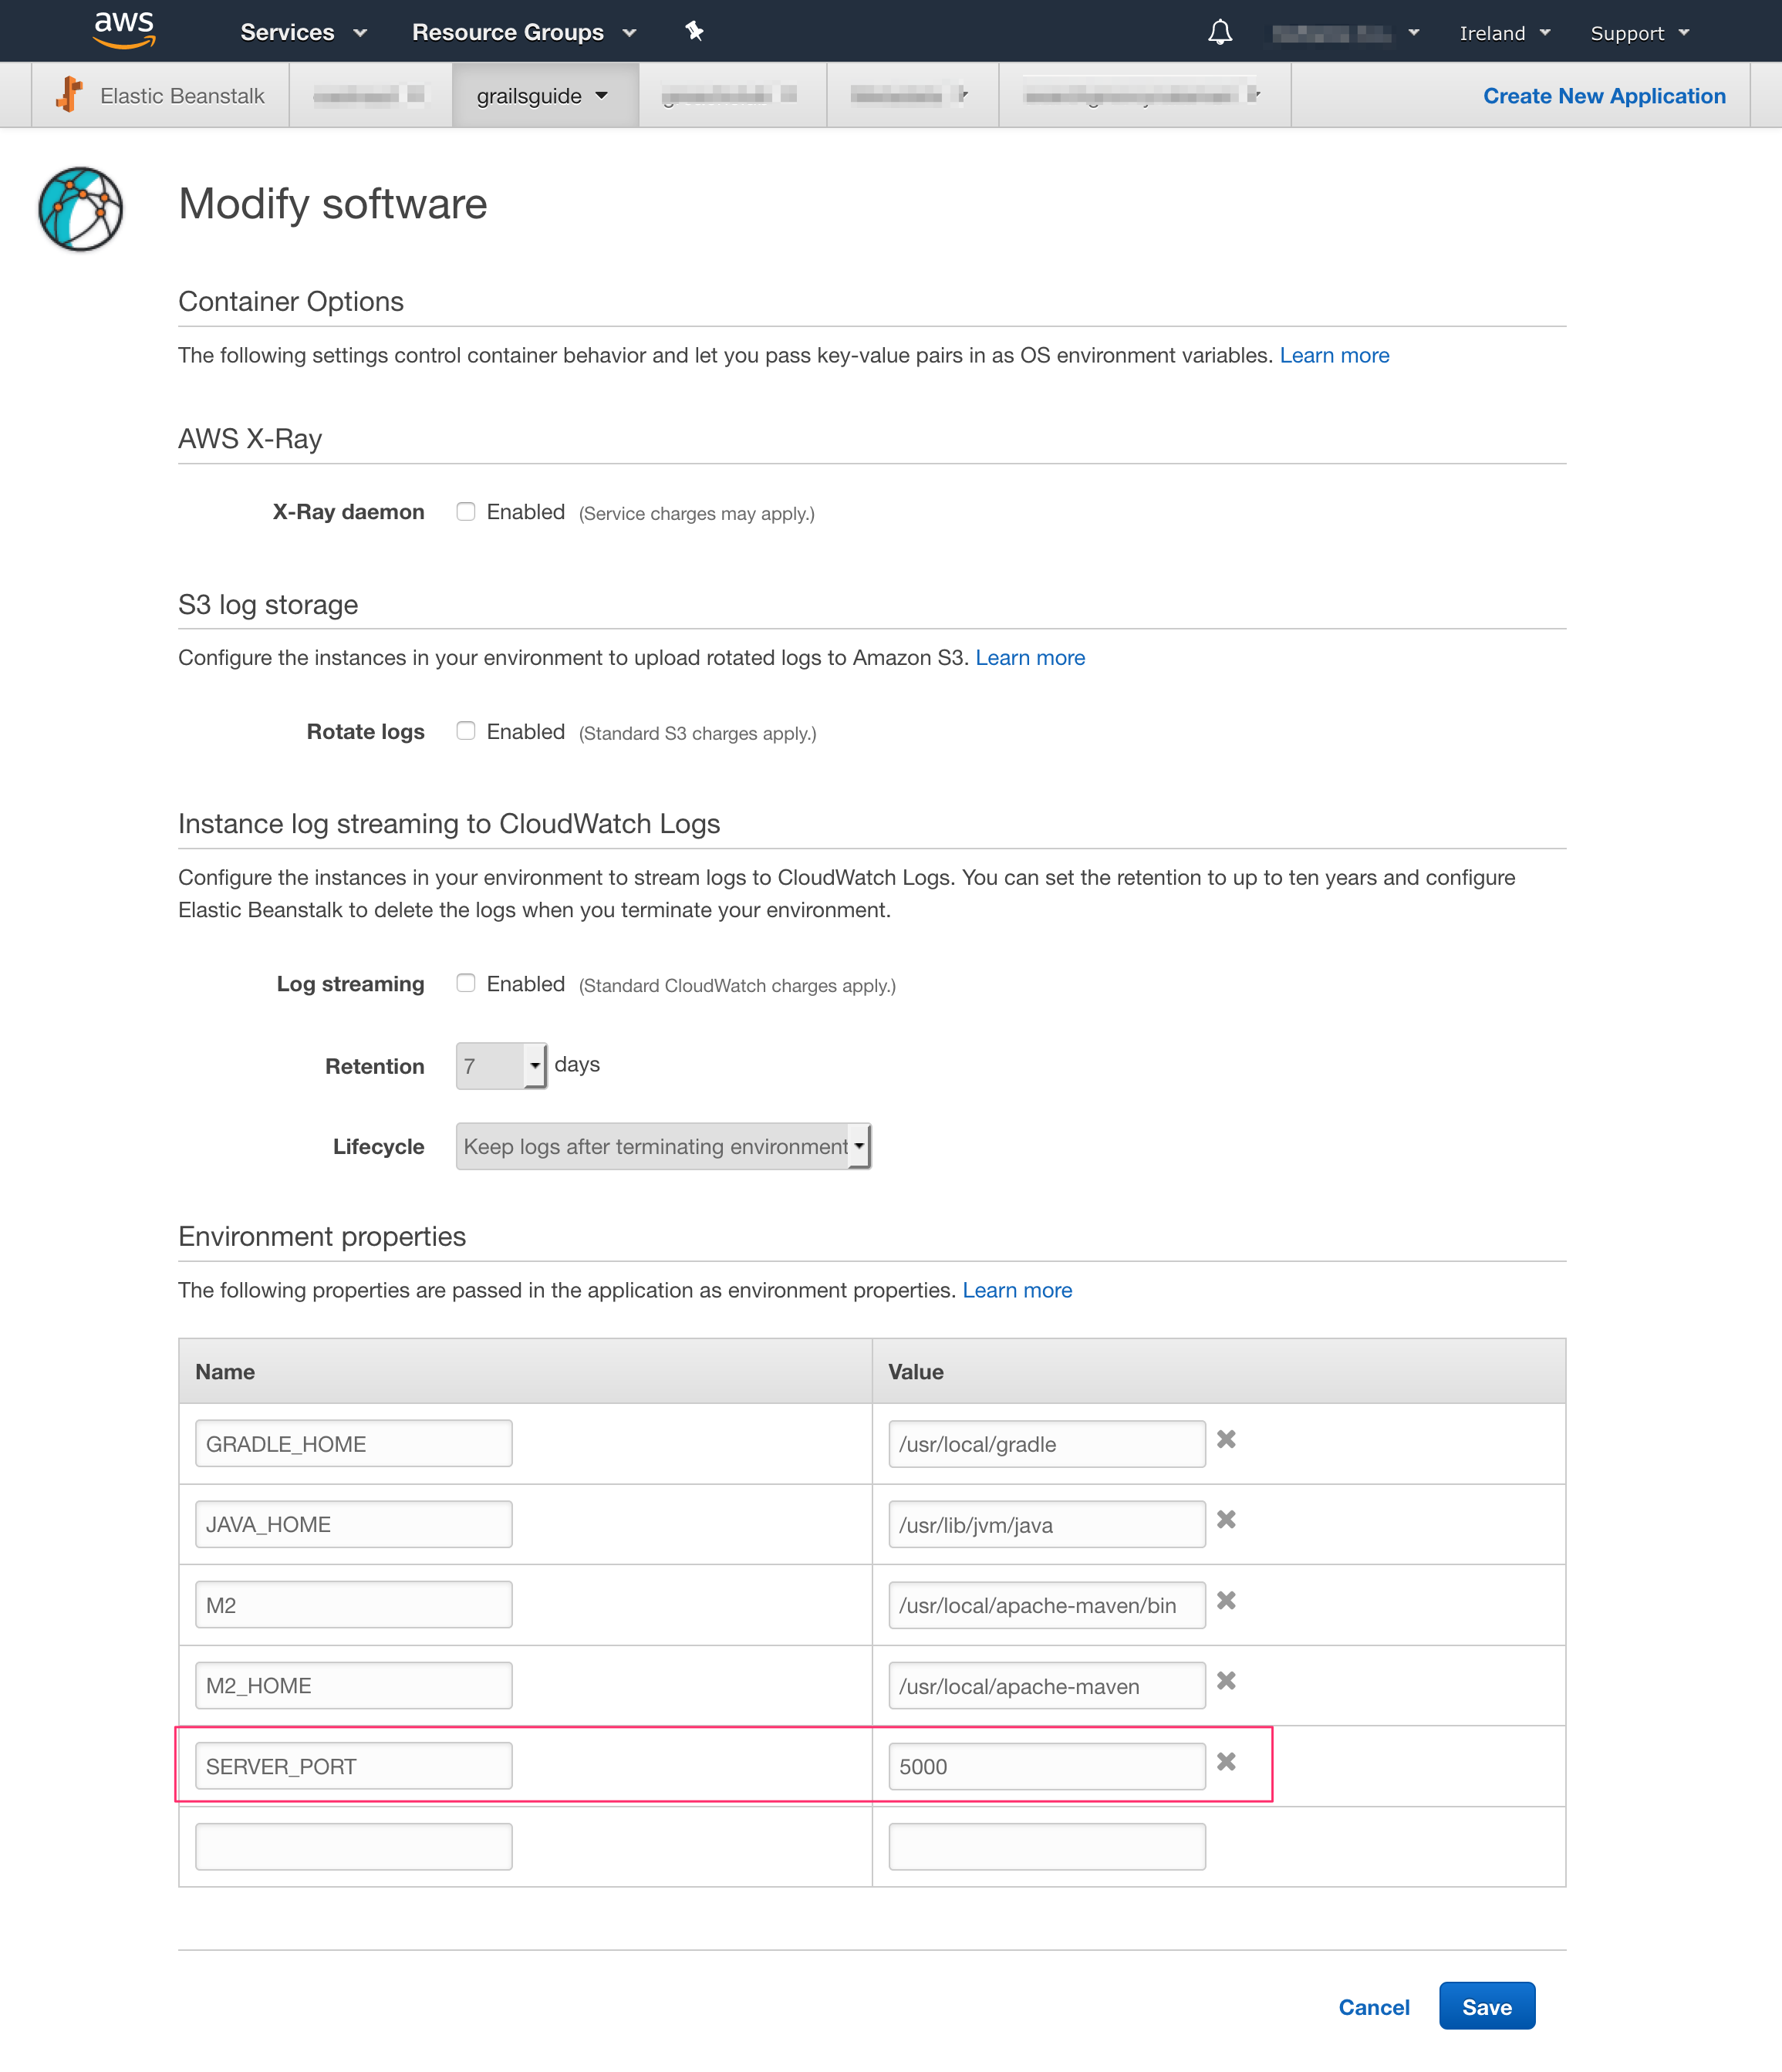 aws Services Resource Groups Ireland Support
Elastic Beanstalk grailsguide Create New Application
Modify software
Container Options
The following settings control container behavior and let you pass key-value pairs in as OS environment variables. Learn more
AWS X-Ray
X-Ray daemon Enabled (Service charges may apply.)
S3 log storage
Configure the instances in your environment to upload rotated logs to Amazon S3. Learn more
Rotate logs Enabled (Standard S3 charges apply.)
Instance log streaming to CloudWatch Logs
Configure the instances in your environment to stream logs to CloudWatch Logs. You can set the retention to up to ten years and configure
Elastic Beanstalk to delete the logs when you terminate your environment.
Log streaming Enabled (Standard CloudWatch charges apply.)
Retention 7 days
Lifecycle Keep logs after terminating environment
Environment properties
The following properties are passed in the application as environment properties. Learn more
Name Value
GRADLE_HOME /usr/local/gradle
JAVA_HOME /usr/lib/jvm/java
M2 /usr/local/apache-maven/bin
M2_HOME /usr/local/apache-maven
SERVER_PORT 5000
Cancel Save